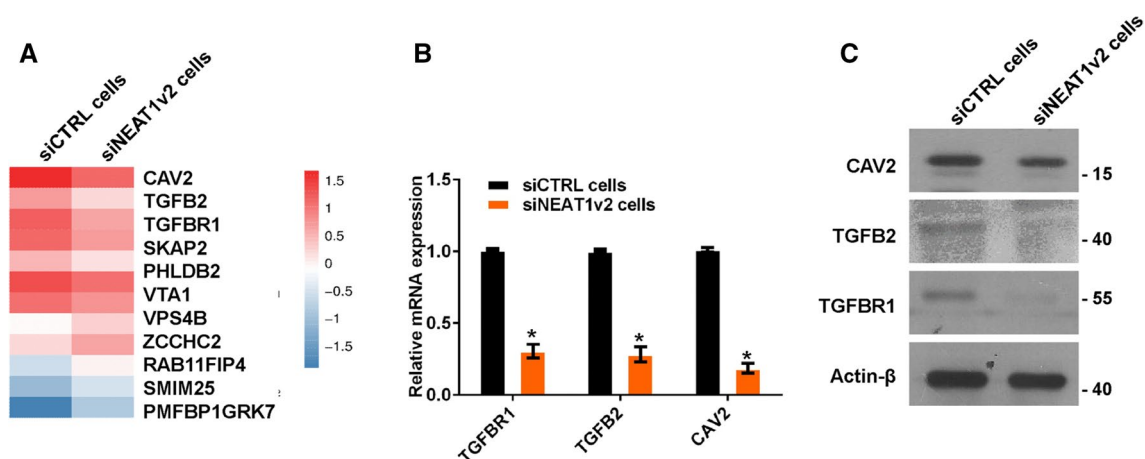 A
siCTRL cells
siNEAT1v2 cells
CAV2
TGFB2
TGFBR1
SKAP2
PHLDB2
VTA1
VPS4B
ZCCHC2
RAB11FIP4
SMIM25
PMFBP1GRK7
1.5
1
0.5
0
−0.5
−1
−1.5
B
Relative mRNA expression
1.5
1.0
0.5
0.0
siCTRL cells
siNEAT1v2 cells
*
*
*
TGFBR1
TGFB2
CAV2
C
siCTRL cells
siNEAT1v2 cells
CAV2
- 15
TGFB2
- 40
TGFBR1
- 55
Actin-β
- 40